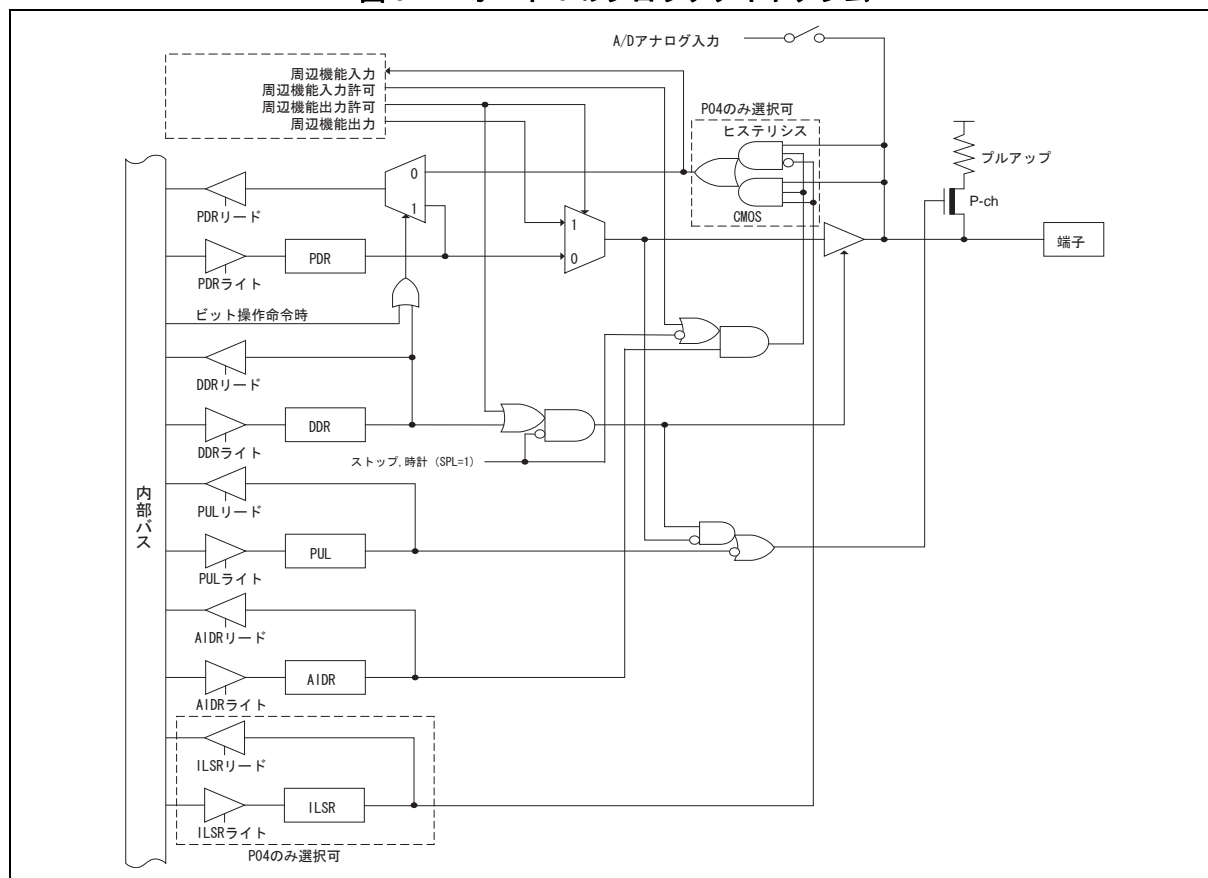 A/Dアナログ入力
周辺機能入力
周辺機能入力許可
周辺機能出力許可
周辺機能出力
P04のみ選択可
ヒステリシス
CMOS
プルアップ
P-ch
端子
0
1
1
0
PDRリード
PDR
PDRライト
ビット操作命令時
DDRリード
DDR
DDRライト
ストップ,時計 (SPL=1)
内部バス
PULリード
PUL
PULライト
AIDRリード
AIDR
AIDRライト
ILSRリード
ILSR
ILSRライト
P04のみ選択可